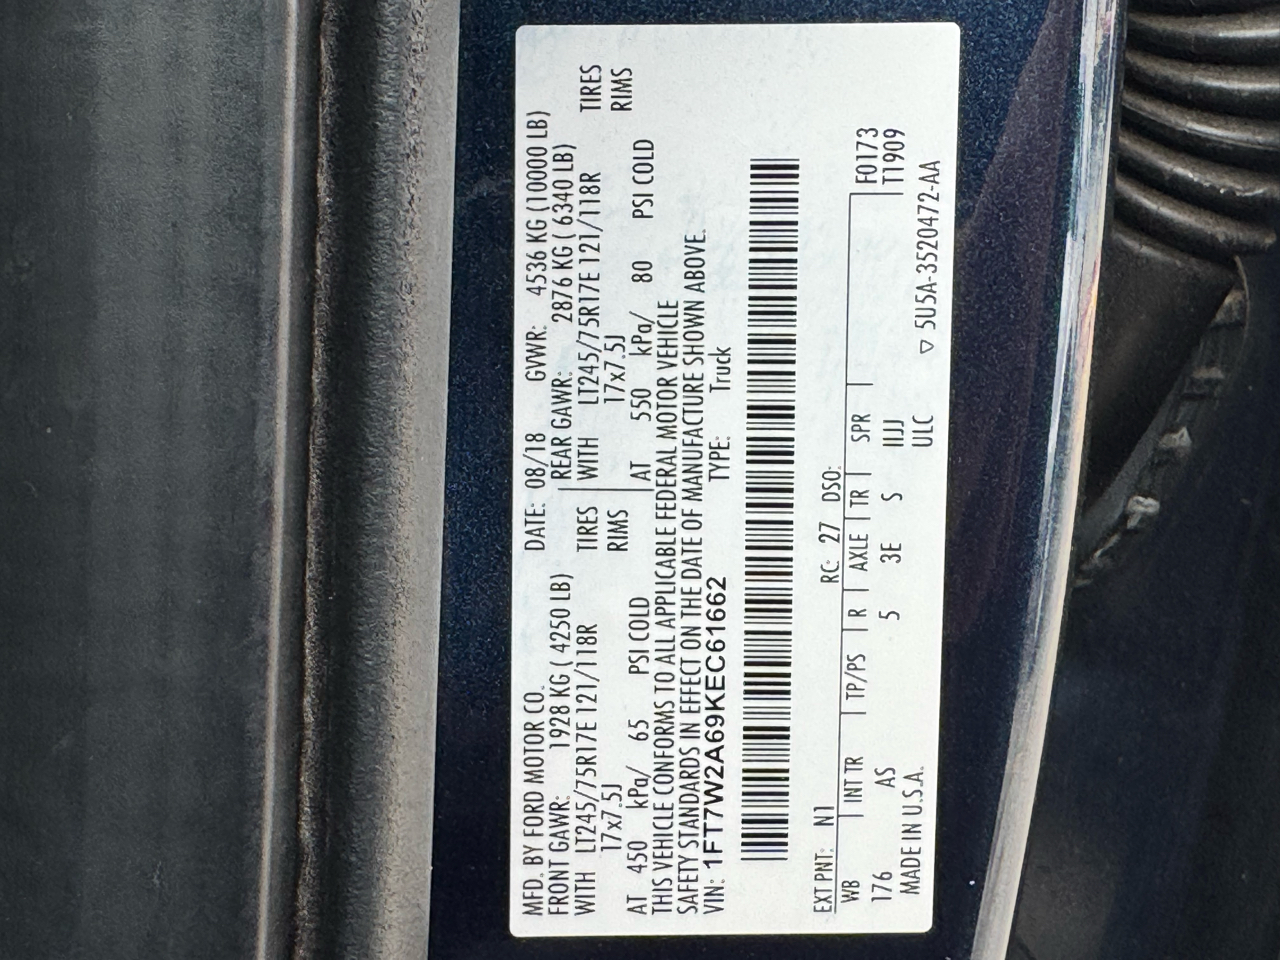 MFD. BY FORD MOTOR CO. DATE: 08/18 GVWR: 4536 KG (10000 LB)
FRONT GAWR: 1928 KG ( 4250 LB) REAR GAWR: 2876 KG ( 6340 LB)
WITH LT245/75R17E 121/118R TIRES WITH LT245/75R17E 121/118R TIRES
17x7.5J RIMS 17x7.5J RIMS
AT 450 kPa/ 65 PSI COLD AT 550 kPa/ 80 PSI COLD
THIS VEHICLE CONFORMS TO ALL APPLICABLE FEDERAL MOTOR VEHICLE
SAFETY STANDARDS IN EFFECT ON THE DATE OF MANUFACTURE SHOWN ABOVE.
VIN: 1FT7W2A69KEC61662 TYPE: Truck
EXT PNT: N1 RC: 27 DSO:
WB INT TR TP/PS R AXLE TR SPR F0173
176 AS 5 3E S IIJJ T1909
MADE IN U.S.A. ULC ▽ 5U5A-3520472-AA